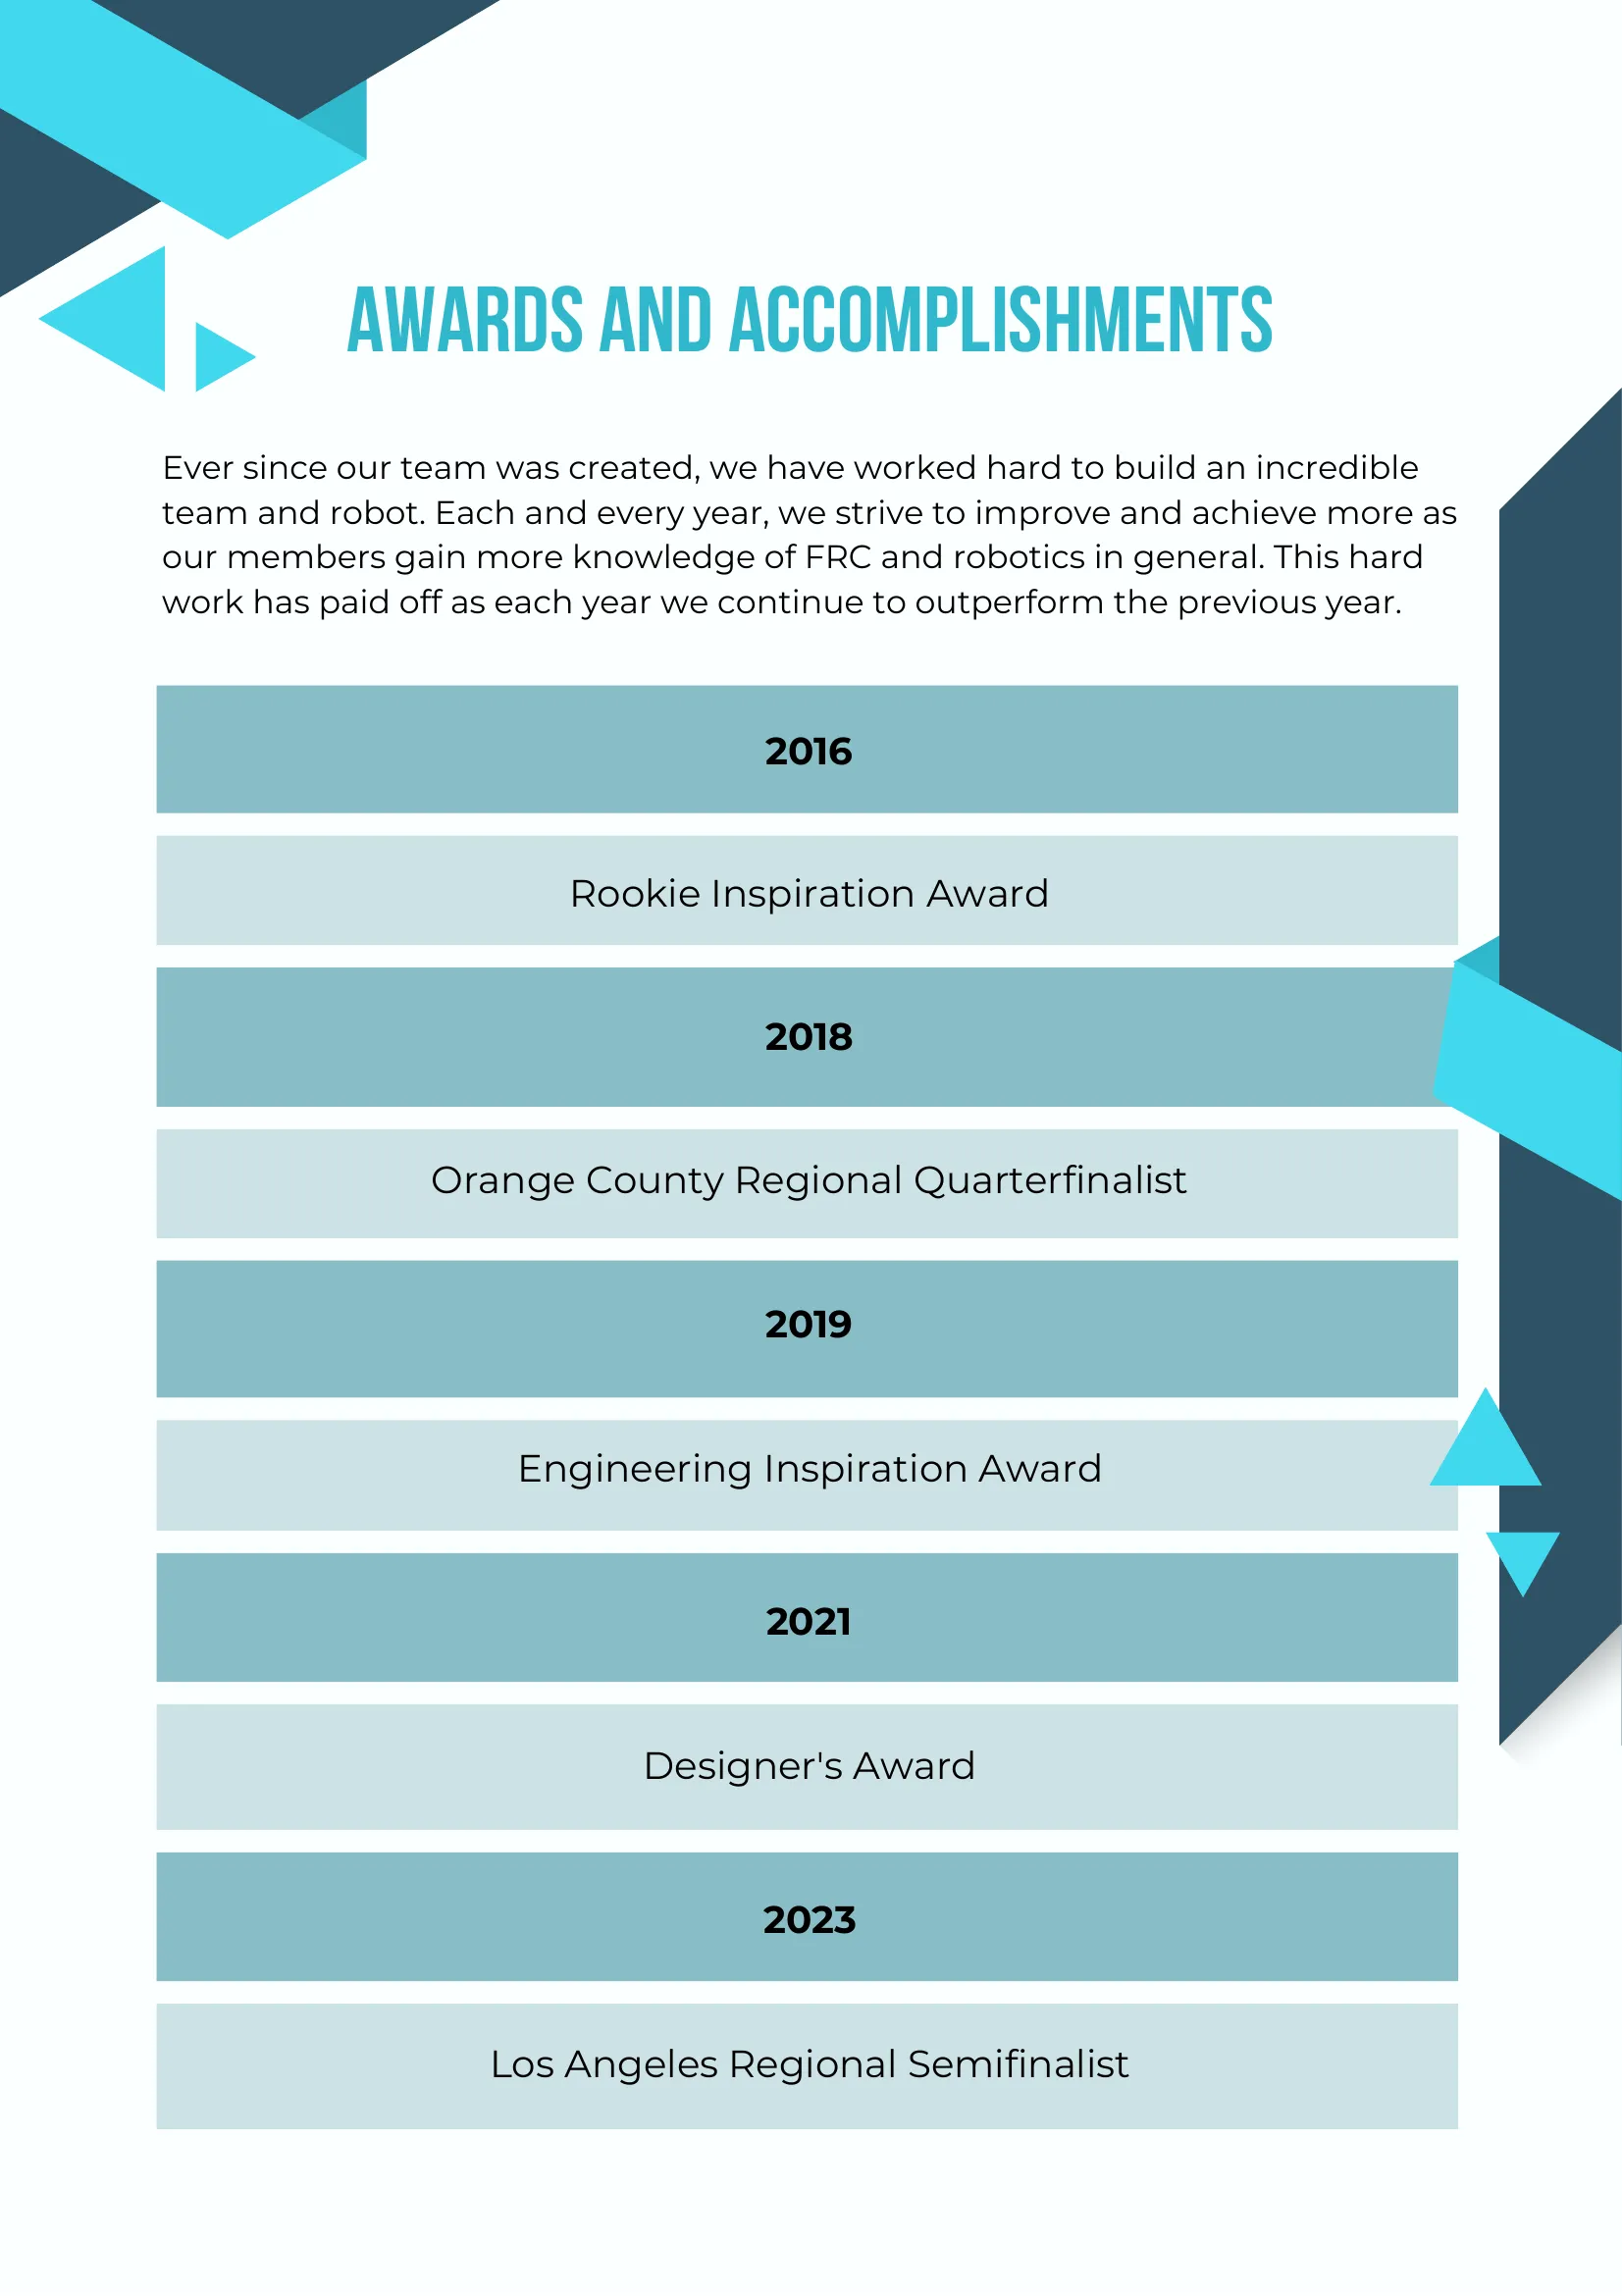 AWARDS AND ACCOMPLISHMENTS
Ever since our team was created, we have worked hard to build an incredible
team and robot. Each and every year, we strive to improve and achieve more as
our members gain more knowledge of FRC and robotics in general. This hard
work has paid off as each year we continue to outperform the previous year.
2016
Rookie Inspiration Award
2018
Orange County Regional Quarterfinalist
2019
Engineering Inspiration Award
2021
Designer's Award
2023
Los Angeles Regional Semifinalist